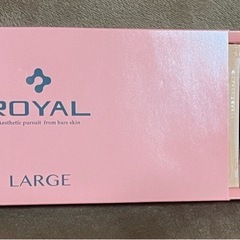 ROYAL
Aesthetic pursuit from bare skin
LARGE